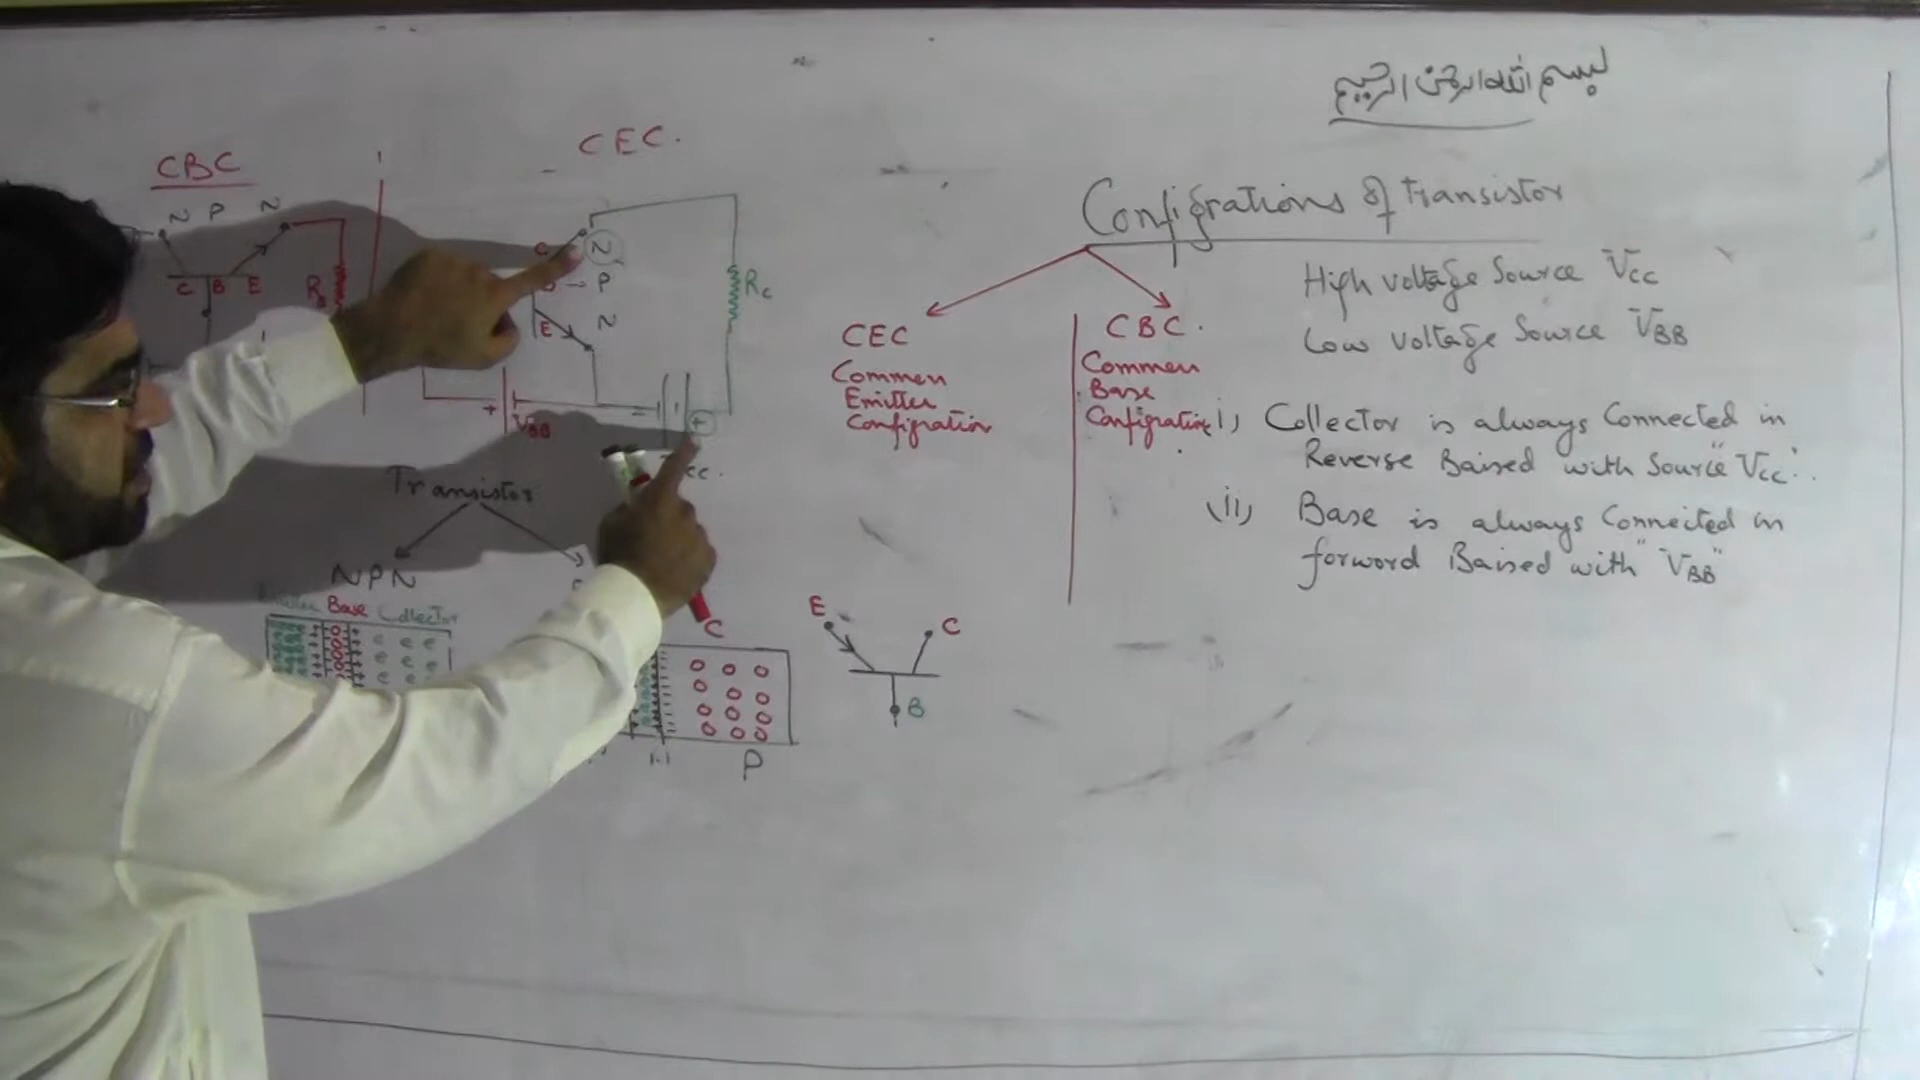 بسم اللہ الرحمن الرحیم
Configrations of Transistor
High voltage Source Vcc
Low voltage Source VBB
CEC
Commen
Emitter
Configration
CBC.
Commen
Base
Configration
i) Collector is always Connected in
Reverse Baised with Source "Vcc".
(ii) Base is always Connected in
forword Baised with "VBB"
CBC
N P N
C B E
CEC.
C
N
P
E
N
Rc
+
VBB
+
Transistor
NPN
Base Collector
C
P
E
C
B